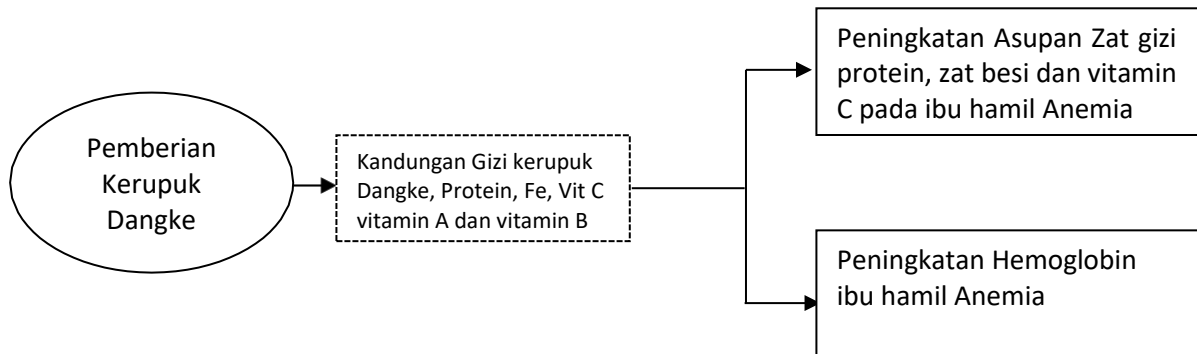 Pemberian
Kerupuk
Dangke
Kandungan Gizi kerupuk
Dangke, Protein, Fe, Vit C
vitamin A dan vitamin B
Peningkatan Asupan Zat gizi
protein, zat besi dan vitamin
C pada ibu hamil Anemia
Peningkatan Hemoglobin
ibu hamil Anemia